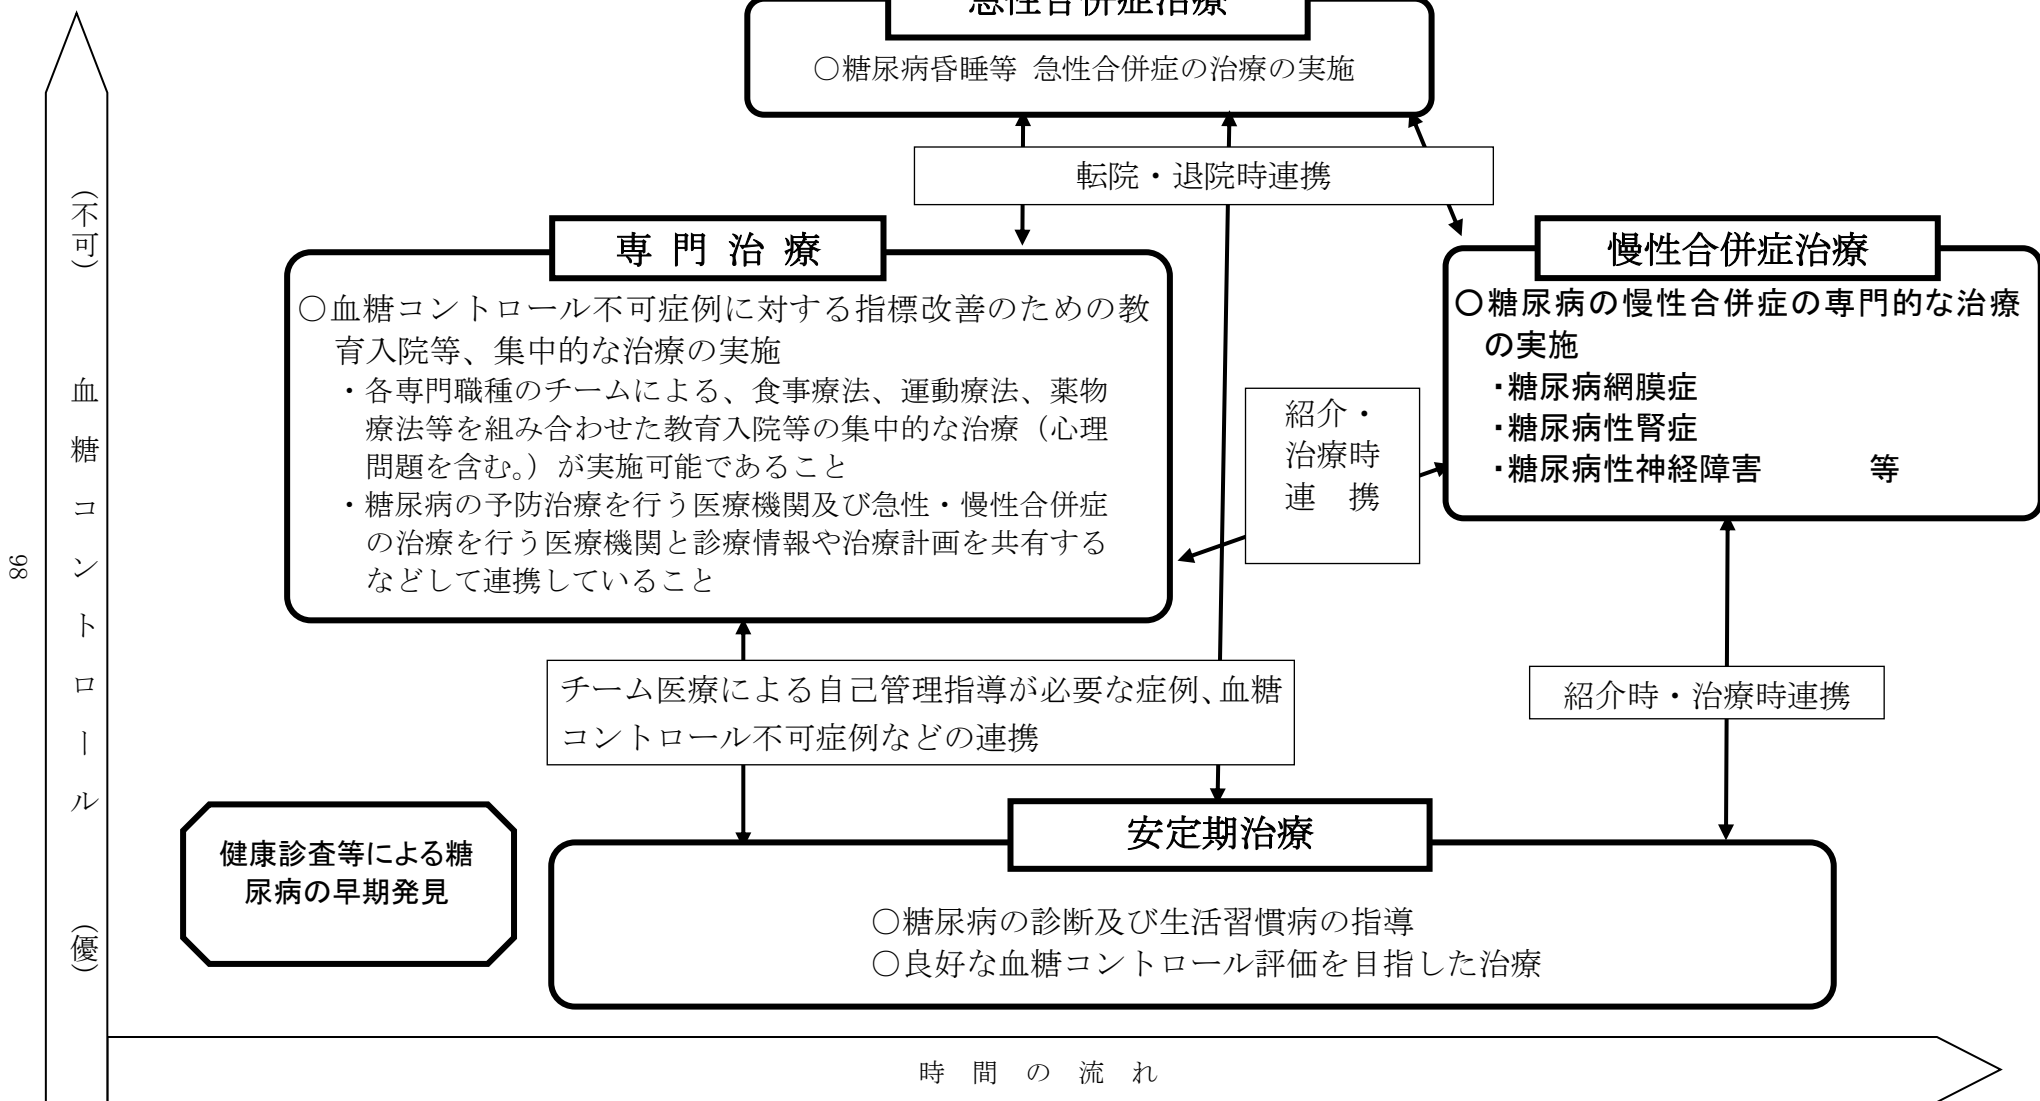 急性合併症治療
○糖尿病昏睡等 急性合併症の治療の実施
転院・退院時連携
(不可)
血糖コントロール
(優)
98
専門治療
○血糖コントロール不可症例に対する指標改善のための教
育入院等、集中的な治療の実施
・各専門職種のチームによる、食事療法、運動療法、薬物
療法等を組み合わせた教育入院等の集中的な治療（心理
問題を含む。）が実施可能であること
・糖尿病の予防治療を行う医療機関及び急性・慢性合併症
の治療を行う医療機関と診療情報や治療計画を共有する
などして連携していること
慢性合併症治療
○糖尿病の慢性合併症の専門的な治療
の実施
・糖尿病網膜症
・糖尿病性腎症
・糖尿病性神経障害 等
紹介・
治療時
連 携
チーム医療による自己管理指導が必要な症例、血糖
コントロール不可症例などの連携
紹介時・治療時連携
健康診査等による糖
尿病の早期発見
安定期治療
○糖尿病の診断及び生活習慣病の指導
○良好な血糖コントロール評価を目指した治療
時間の流れ